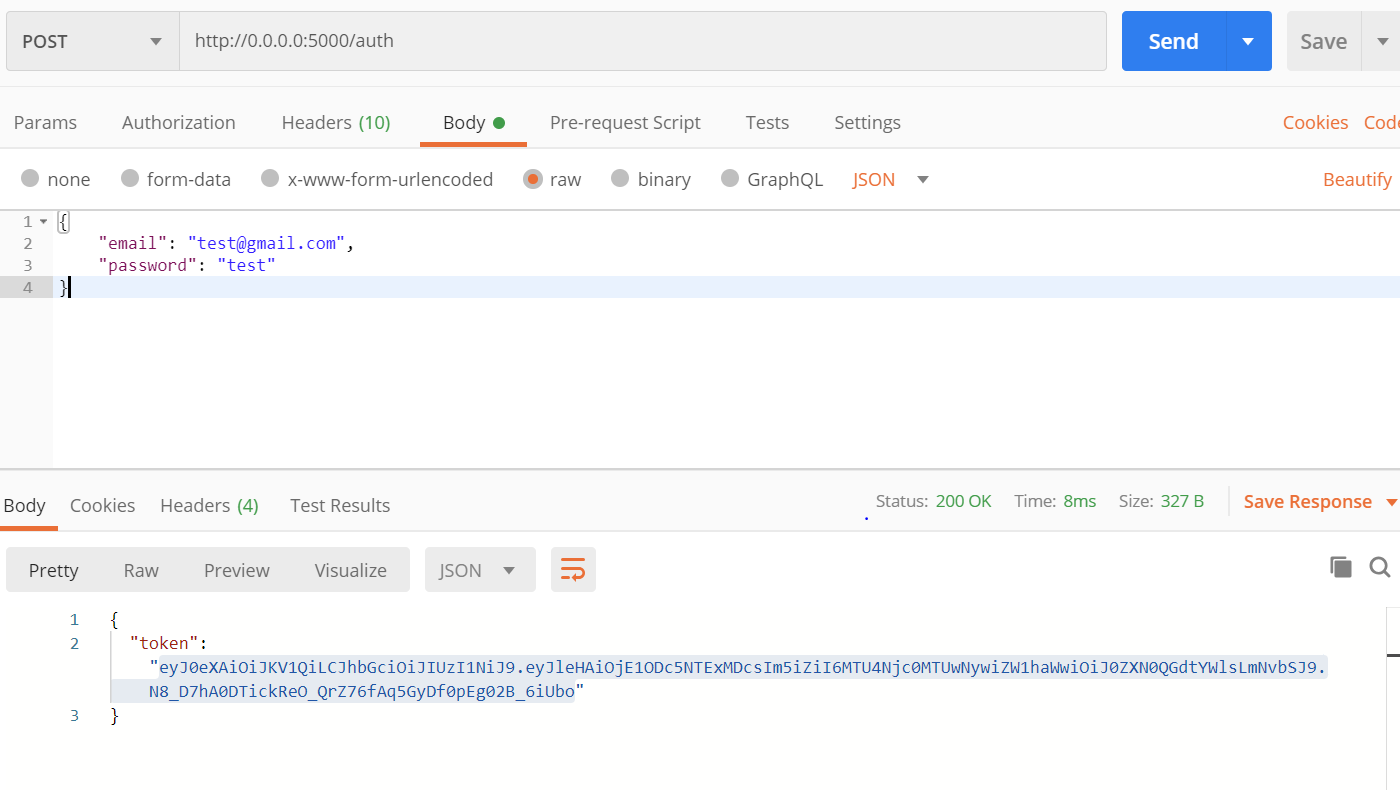 POST http://0.0.0.0:5000/auth Send Save
Params Authorization Headers (10) Body Pre-request Script Tests Settings Cookies Code
none form-data x-www-form-urlencoded raw binary GraphQL JSON Beautify
1 {
2 "email": "test@gmail.com",
3 "password": "test"
4 }
Body Cookies Headers (4) Test Results Status: 200 OK Time: 8ms Size: 327 B Save Response
Pretty Raw Preview Visualize JSON
1 {
2 "token":
"eyJ0eXAiOiJKV1QiLCJhbGciOiJIUzI1NiJ9.eyJleHAiOjE1ODc5NTExMDcsIm5iZiI6MTU4Njc0MTUwNywiZW1haWwiOiJ0ZXN0QGdtYWlsLmNvbSJ9.
N8_D7hA0DTickReO_QrZ76fAq5GyDf0pEg02B_6iUbo"
3 }